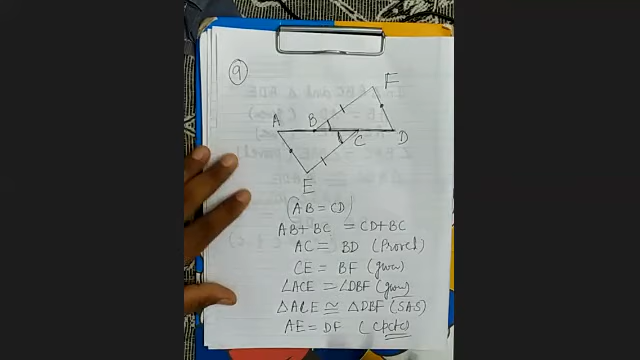 9
F
A B C D
E
(AB = CD)
AB + BC = CD + BC
AC = BD (Proved)
CE = BF (given)
∠ACE = ∠DBF (given)
△ACE ≅ △DBF (SAS)
AE = DF (cpctc)